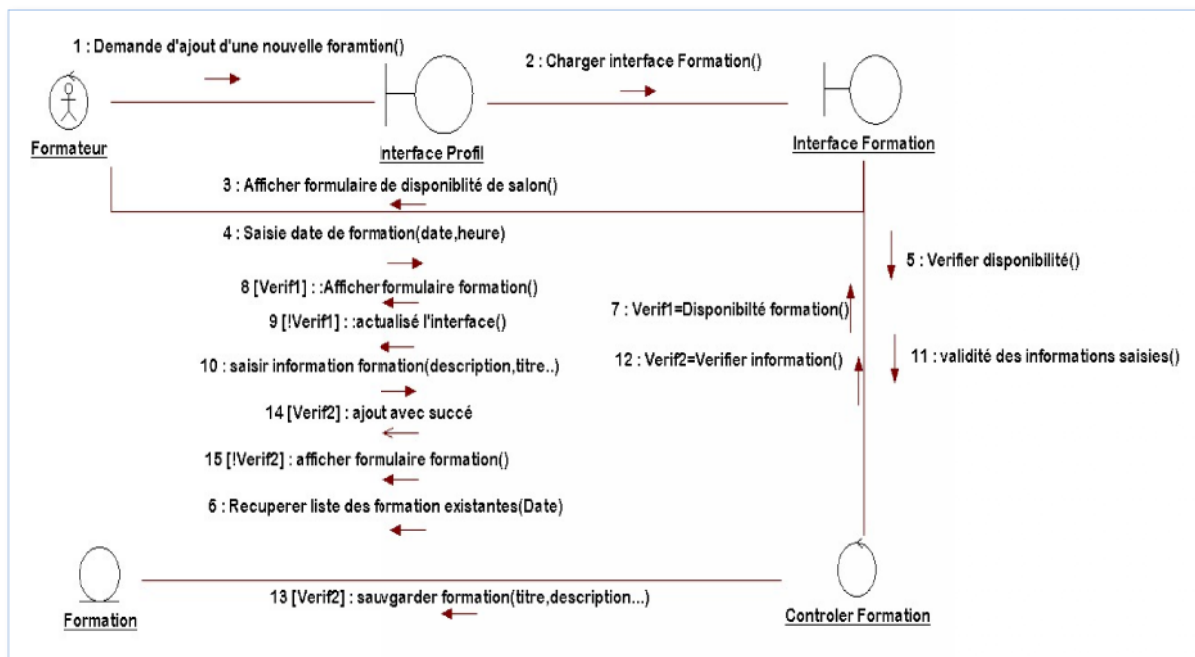 1 : Demande d'ajout d'une nouvelle foramtion()
2 : Charger interface Formation()
Formateur
Interface Profil
Interface Formation
3 : Afficher formulaire de disponiblité de salon()
4 : Saisie date de formation(date,heure)
5 : Verifier disponibilité()
8 [Verif1] : :Afficher formulaire formation()
7 : Verif1=Disponibilté formation()
9 [!Verif1] : :actualisé l'interface()
10 : saisir information formation(description,titre..)
12 : Verif2=Verifier information()
11 : validité des informations saisies()
14 [Verif2] : ajout avec succé
15 [!Verif2] : afficher formulaire formation()
6 : Recuperer liste des formation existantes(Date)
13 [Verif2] : sauvgarder formation(titre,description...)
Formation
Controler Formation